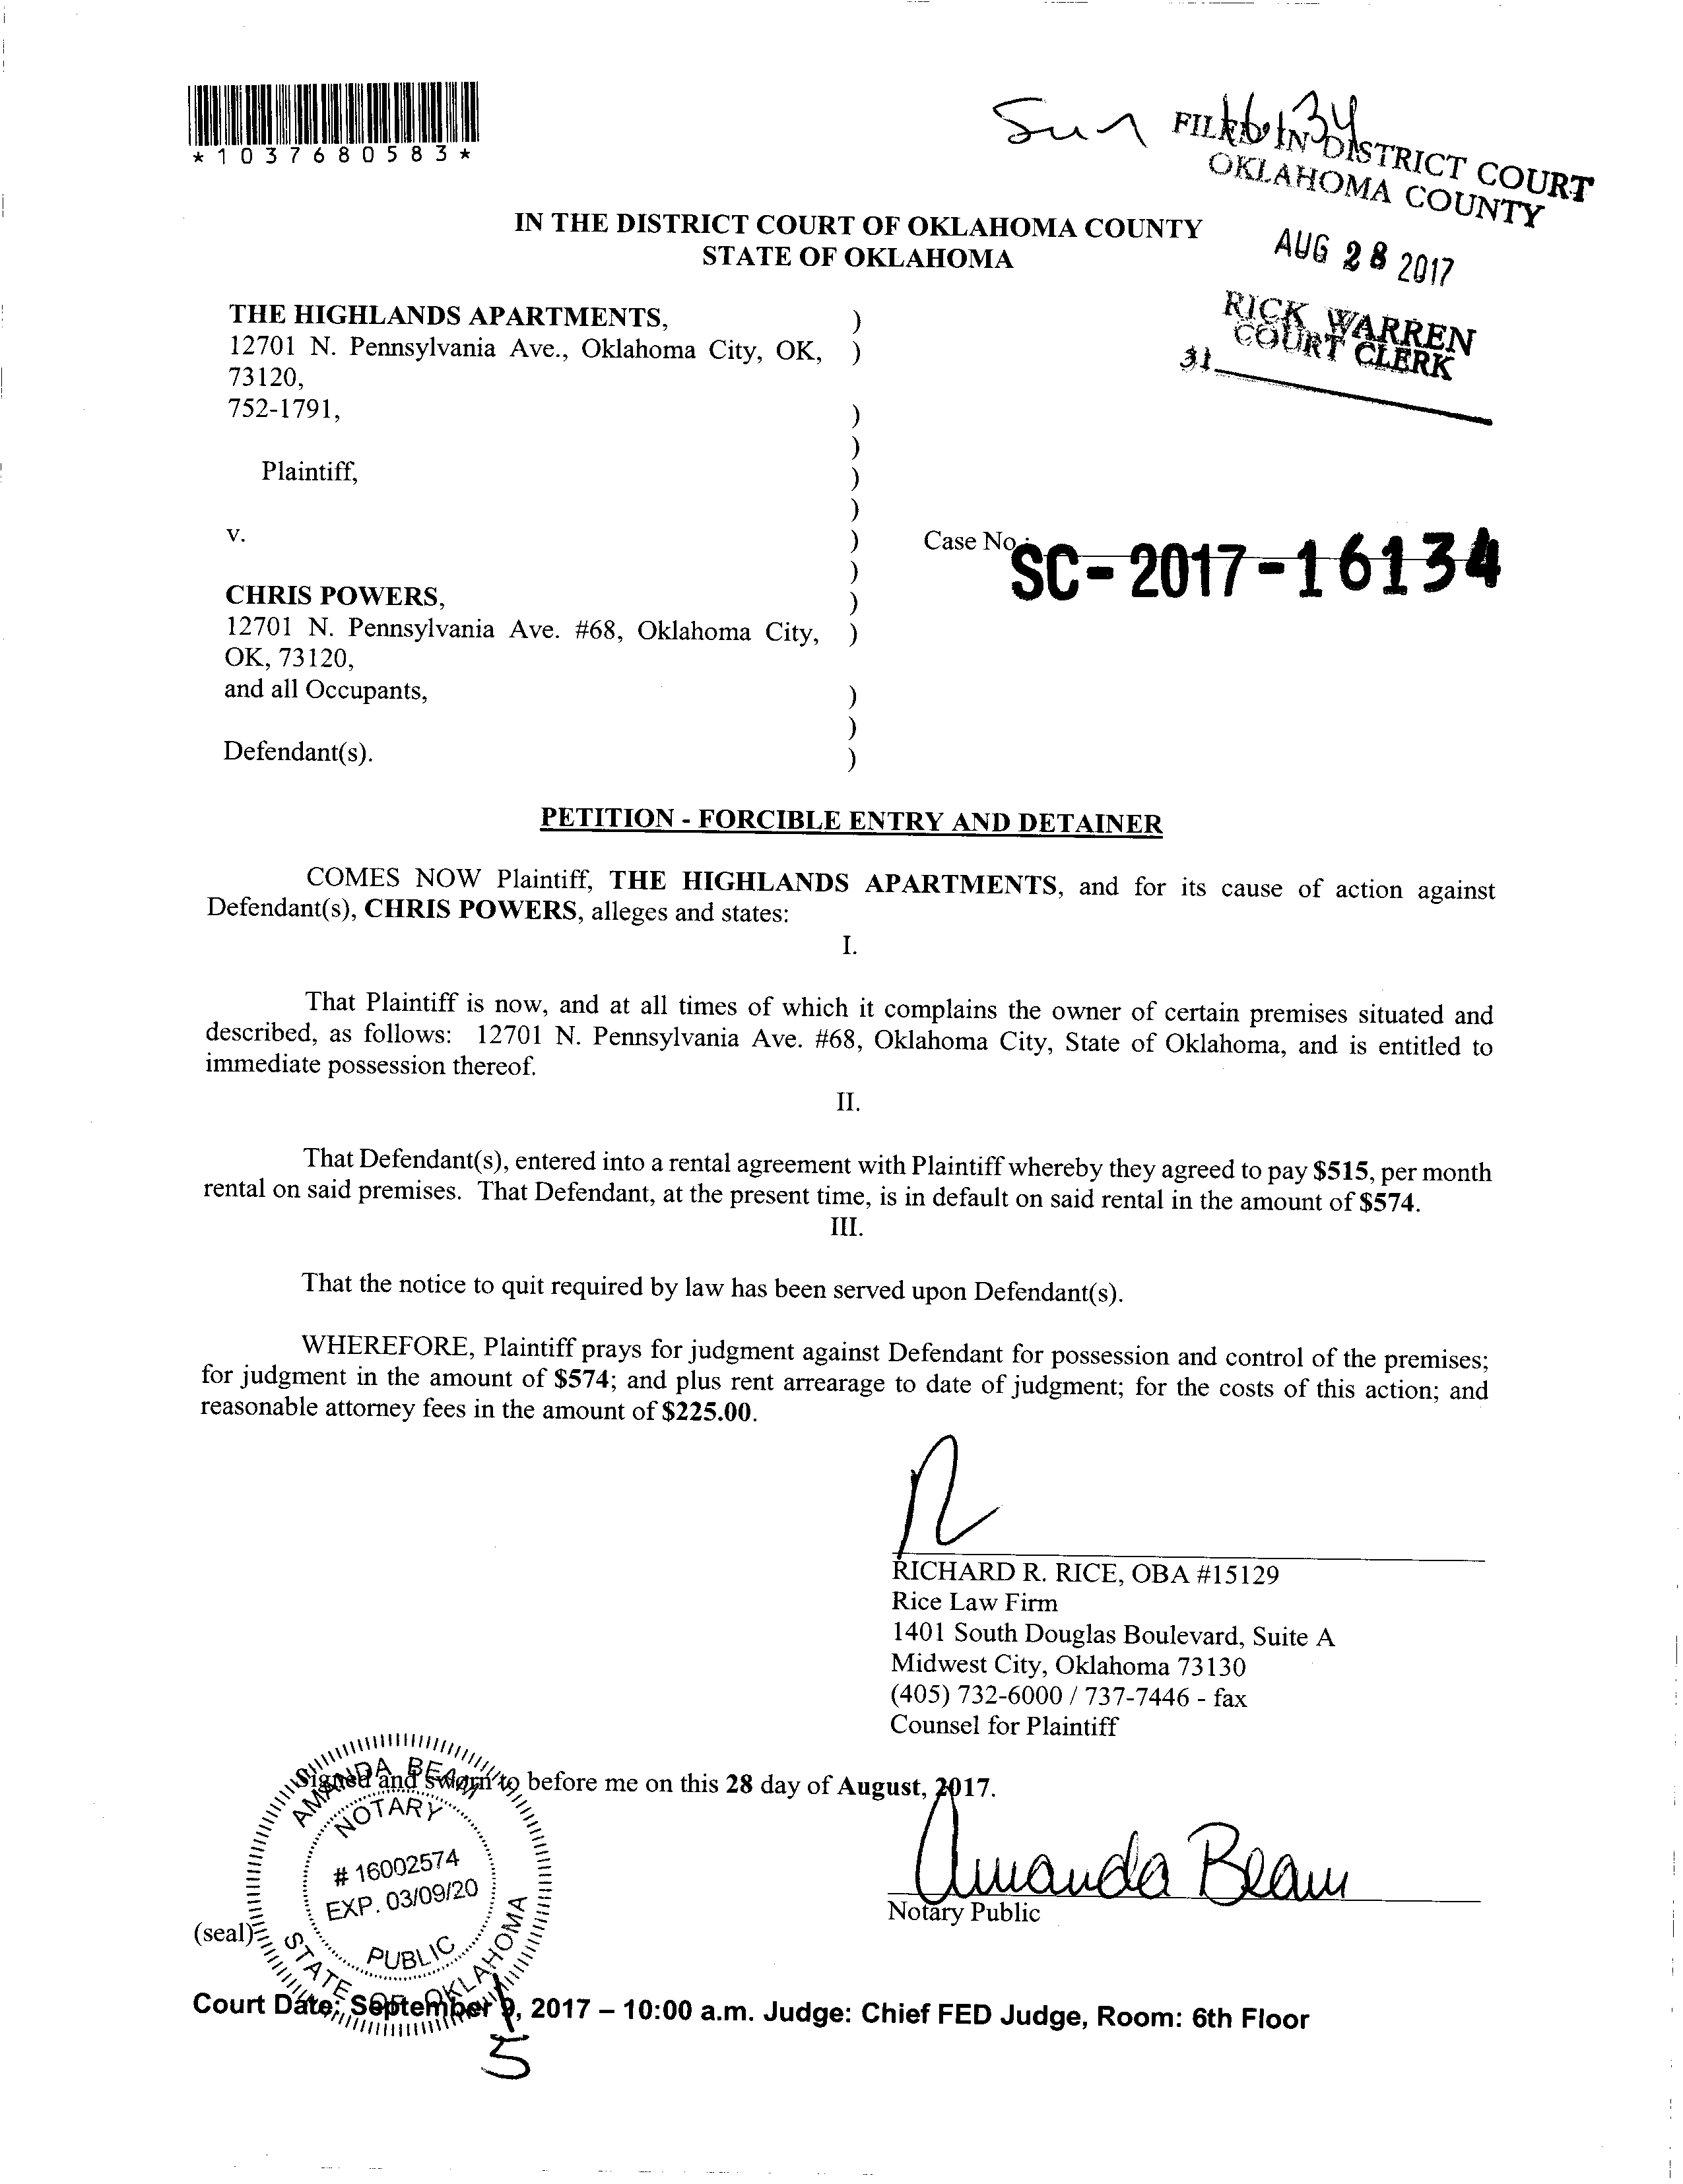 *1037680583*
Sun 16134
FILED IN DISTRICT COURT
OKLAHOMA COUNTY
AUG 28 2017
RICK WARREN
COURT CLERK
31
IN THE DISTRICT COURT OF OKLAHOMA COUNTY
STATE OF OKLAHOMA
THE HIGHLANDS APARTMENTS, )
12701 N. Pennsylvania Ave., Oklahoma City, OK, )
73120,
752-1791, )
)
Plaintiff, )
)
v. )
)
CHRIS POWERS, )
12701 N. Pennsylvania Ave. #68, Oklahoma City, )
OK, 73120,
and all Occupants, )
)
Defendant(s). )
Case No.: SC-2017-16134
PETITION - FORCIBLE ENTRY AND DETAINER
COMES NOW Plaintiff, THE HIGHLANDS APARTMENTS, and for its cause of action against
Defendant(s), CHRIS POWERS, alleges and states:
I.
That Plaintiff is now, and at all times of which it complains the owner of certain premises situated and
described, as follows: 12701 N. Pennsylvania Ave. #68, Oklahoma City, State of Oklahoma, and is entitled to
immediate possession thereof.
II.
That Defendant(s), entered into a rental agreement with Plaintiff whereby they agreed to pay $515, per month
rental on said premises. That Defendant, at the present time, is in default on said rental in the amount of $574.
III.
That the notice to quit required by law has been served upon Defendant(s).
WHEREFORE, Plaintiff prays for judgment against Defendant for possession and control of the premises;
for judgment in the amount of $574; and plus rent arrearage to date of judgment; for the costs of this action; and
reasonable attorney fees in the amount of $225.00.
RICHARD R. RICE, OBA #15129
Rice Law Firm
1401 South Douglas Boulevard, Suite A
Midwest City, Oklahoma 73130
(405) 732-6000 / 737-7446 - fax
Counsel for Plaintiff
Signed and sworn to before me on this 28 day of August, 2017.
AMANDA BEAM
NOTARY
# 16002574
EXP. 03/09/20
PUBLIC
STATE OF OKLAHOMA
Amanda Beam
Notary Public
(seal)
Court Date: September 9, 2017 – 10:00 a.m. Judge: Chief FED Judge, Room: 6th Floor
5